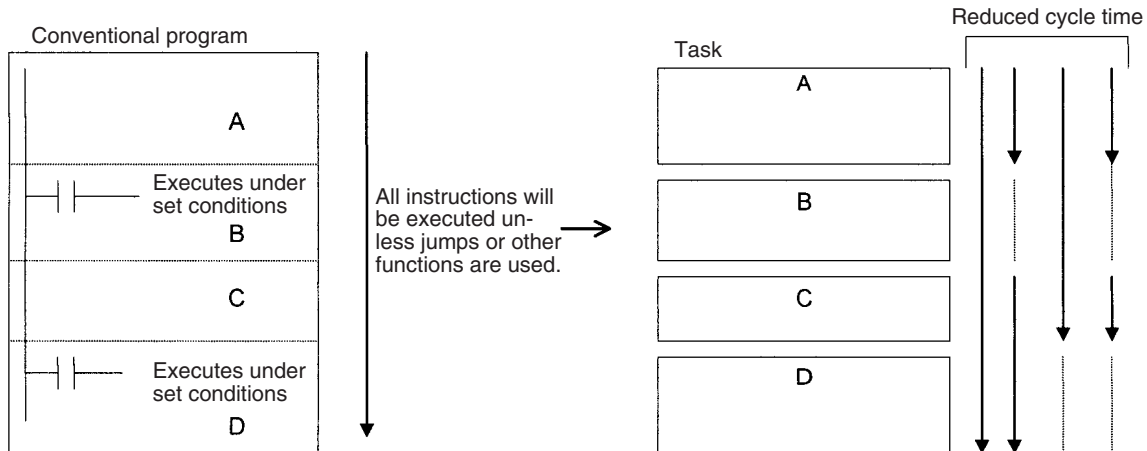 Conventional program
A
Executes under
set conditions
B
C
Executes under
set conditions
D
All instructions will
be executed un-
less jumps or other
functions are used.
Task
A
B
C
D
Reduced cycle time